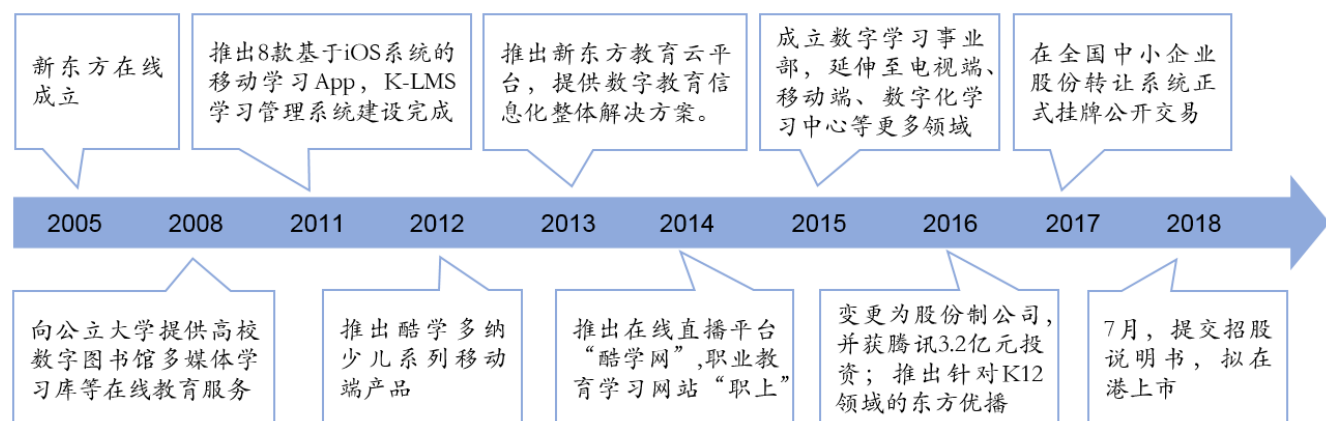 新东方在线
成立
推出8款基于iOS系统的
移动学习App，K-LMS
学习管理系统建设完成
推出新东方教育云平
台，提供数字教育信
息化整体解决方案。
成立数字学习事业
部，延伸至电视端、
移动端、数字化学
习中心等更多领域
在全国中小企业
股份转让系统正
式挂牌公开交易
2005 2008 2011 2012 2013 2014 2015 2016 2017 2018
向公立大学提供高校
数字图书馆多媒体学
习库等在线教育服务
推出酷学多纳
少儿系列移动
端产品
推出在线直播平台
“酷学网”,职业教
育学习网站“职上”
变更为股份制公司，
并获腾讯3.2亿元投
资；推出针对K12
领域的东方优播
7月，提交招股
说明书，拟在
港上市